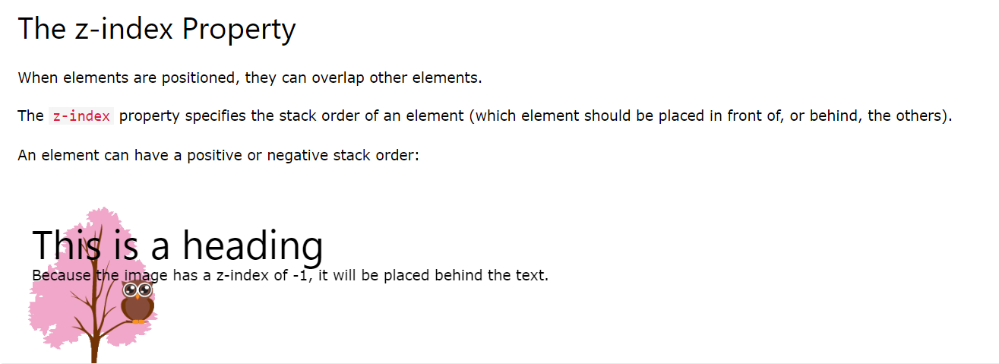 The z-index Property
When elements are positioned, they can overlap other elements.
The z-index property specifies the stack order of an element (which element should be placed in front of, or behind, the others).
An element can have a positive or negative stack order:
This is a heading
Because the image has a z-index of -1, it will be placed behind the text.